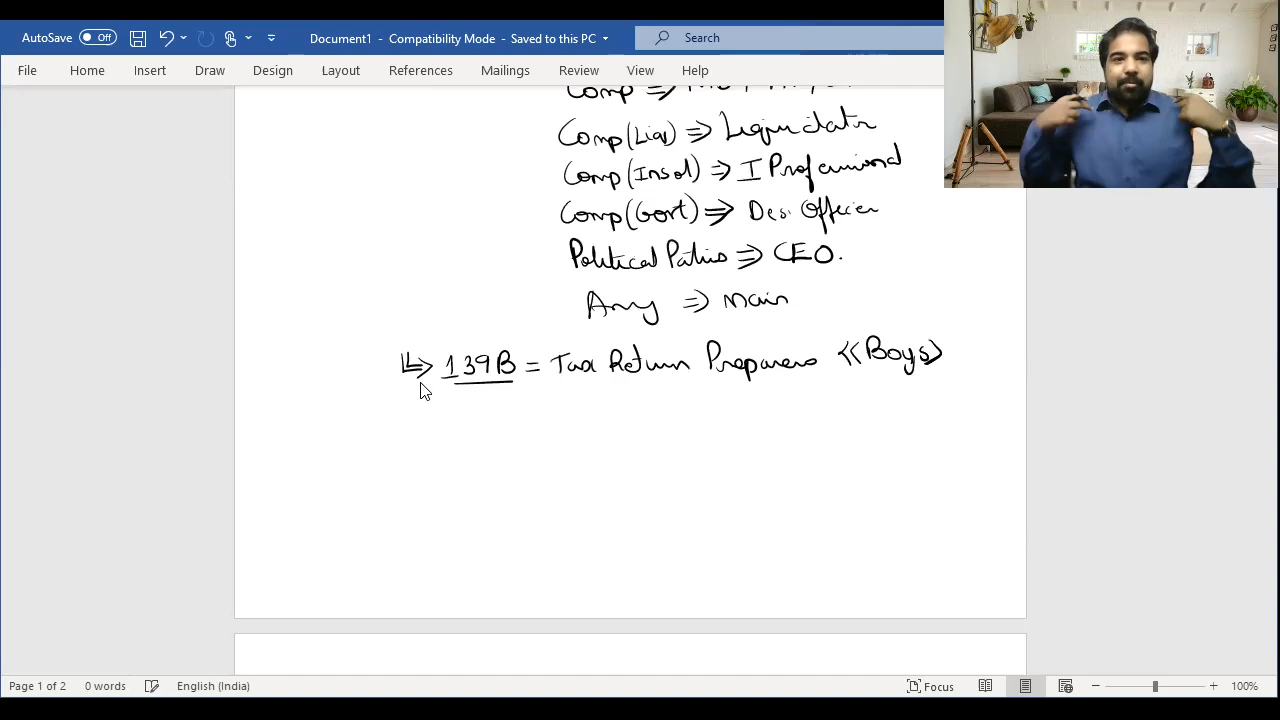 AutoSave Off Document1 - Compatibility Mode - Saved to this PC Search
File Home Insert Draw Design Layout References Mailings Review View Help
Comp ⇒
Comp (Liq) ⇒ Liquidator
Comp (Insol) ⇒ I Professional
Comp (Govt) ⇒ Des. Officer
Political Parties ⇒ CEO.
Any ⇒ Main
139B = Tax Return Preparers «Boys»
Page 1 of 2 0 words English (India) Focus 100%